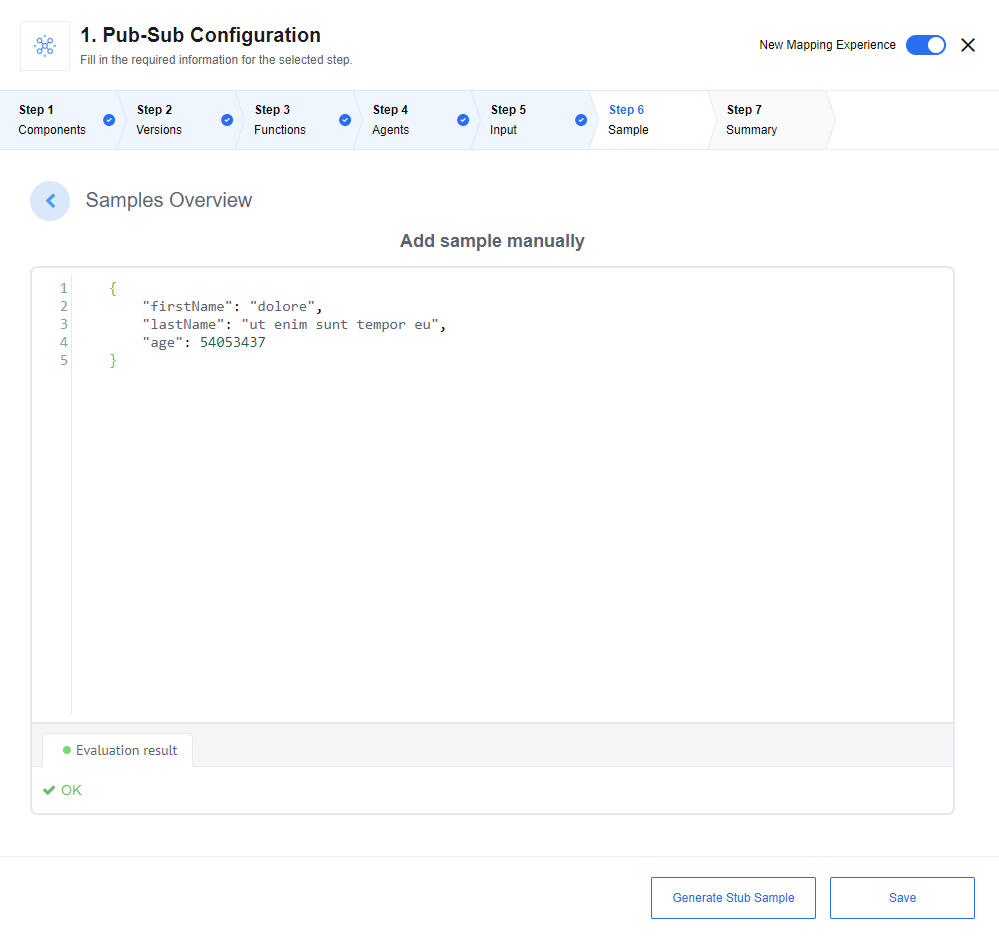 1. Pub-Sub Configuration
Fill in the required information for the selected step.
New Mapping Experience
Step 1
Components
Step 2
Versions
Step 3
Functions
Step 4
Agents
Step 5
Input
Step 6
Sample
Step 7
Summary
Samples Overview
Add sample manually
1 {
2 "firstName": "dolore",
3 "lastName": "ut enim sunt tempor eu",
4 "age": 54053437
5 }
Evaluation result
OK
Generate Stub Sample
Save